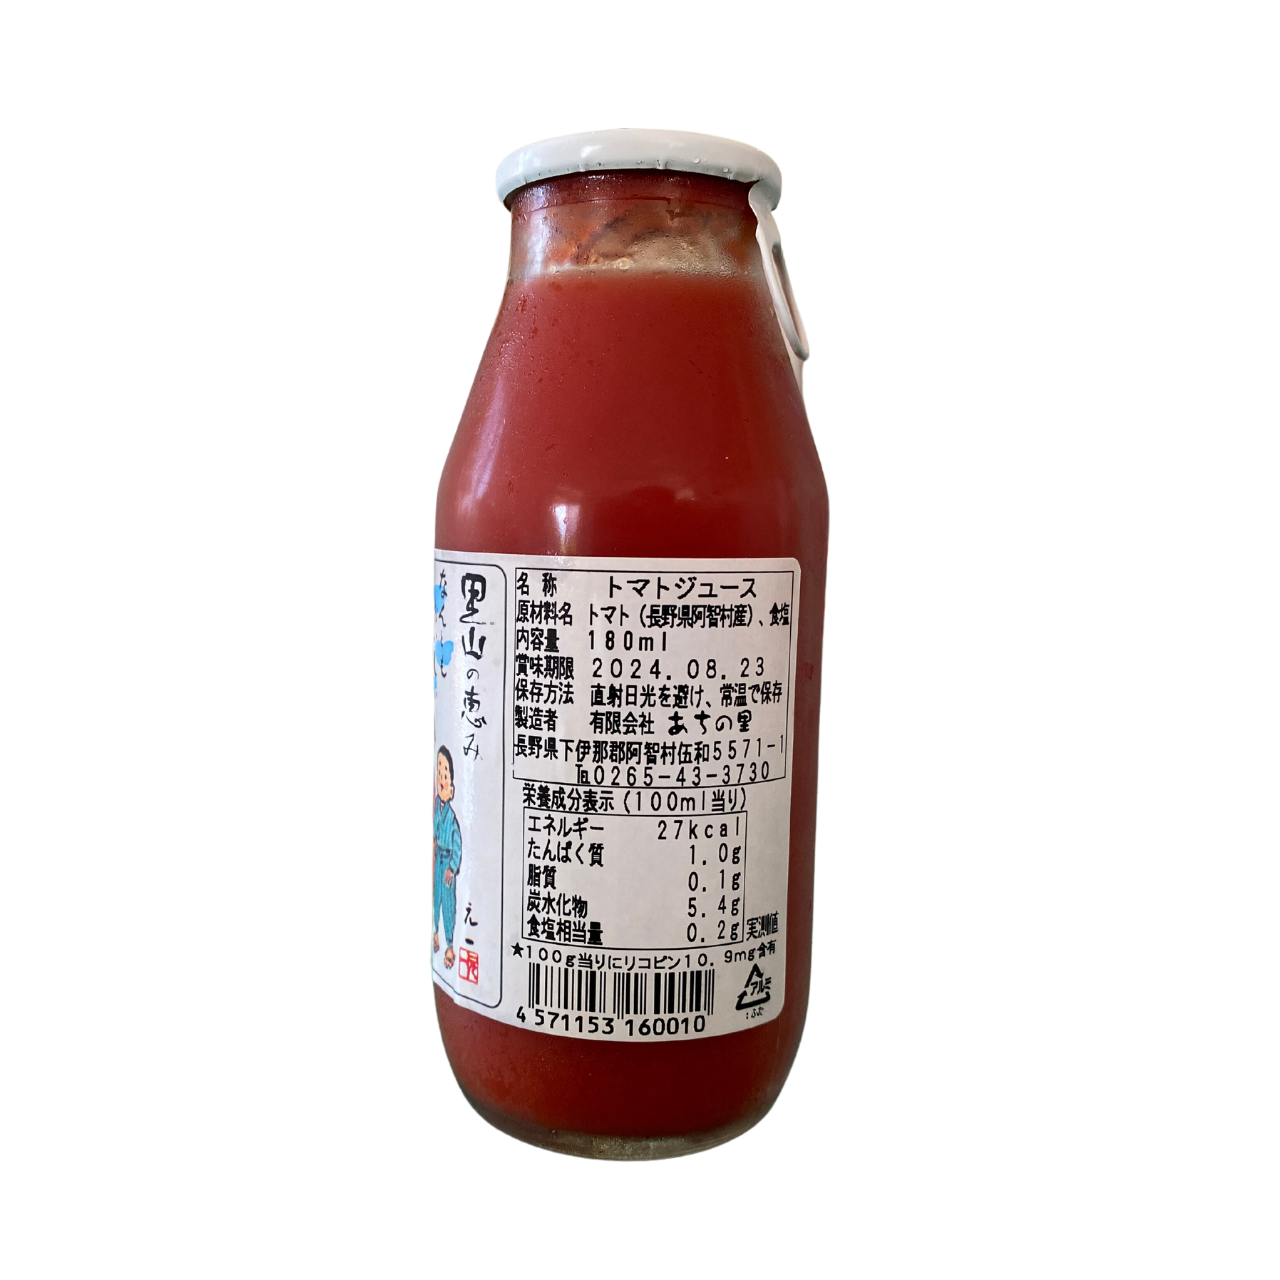 里山の恵み
えー
名称 トマトジュース
原材料名 トマト（長野県阿智村産）、食塩
内容量 180ml
賞味期限 2024.08.23
保存方法 直射日光を避け、常温で保存
製造者 有限会社 あちの里
長野県下伊那郡阿智村伍和5571-1
℡0265-43-3730
栄養成分表示（100ml当り）
エネルギー 27kcal
たんぱく質 1.0g
脂質 0.1g
炭水化物 5.4g
食塩相当量 0.2g 実測値
★100g当りにリコピン10.9mg含有
アルミ
:ふた
4 571153 160010